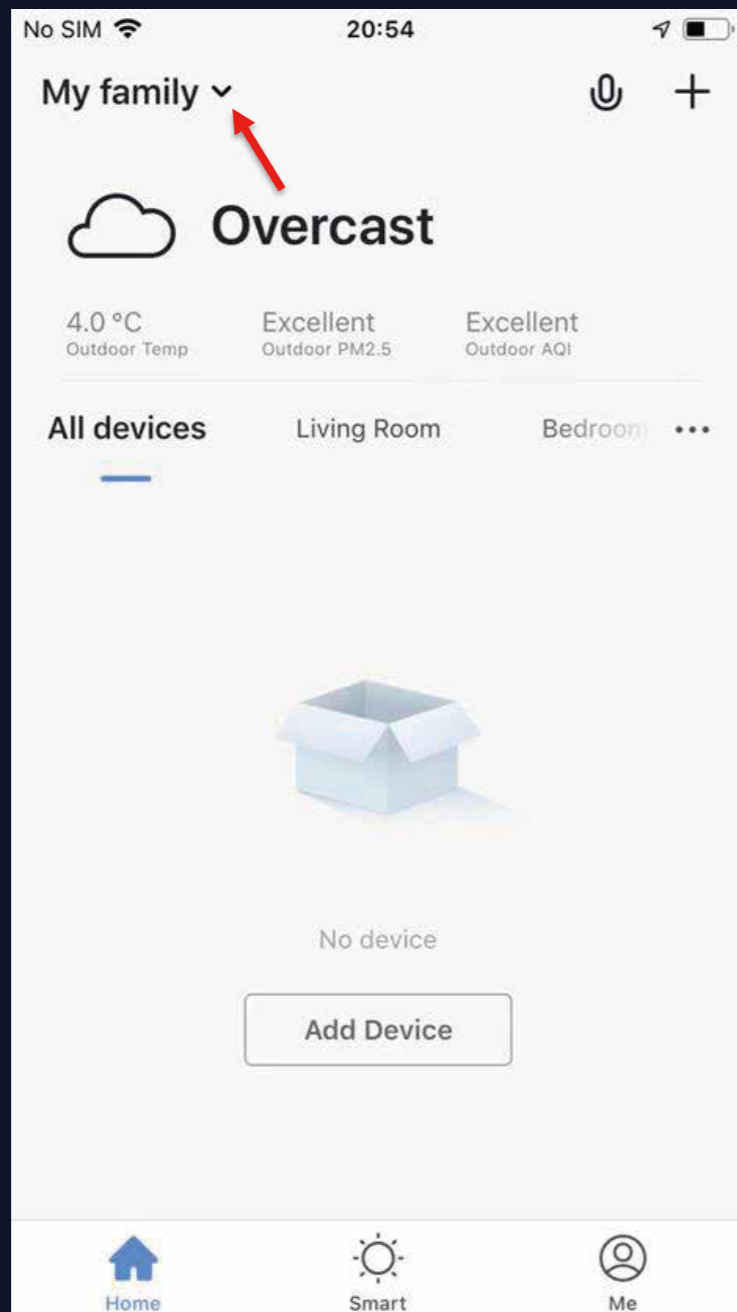 No SIM 20:54
My family
Overcast
4.0 °C Excellent Excellent
Outdoor Temp Outdoor PM2.5 Outdoor AQI
All devices Living Room Bedroom
No device
Add Device
Home Smart Me